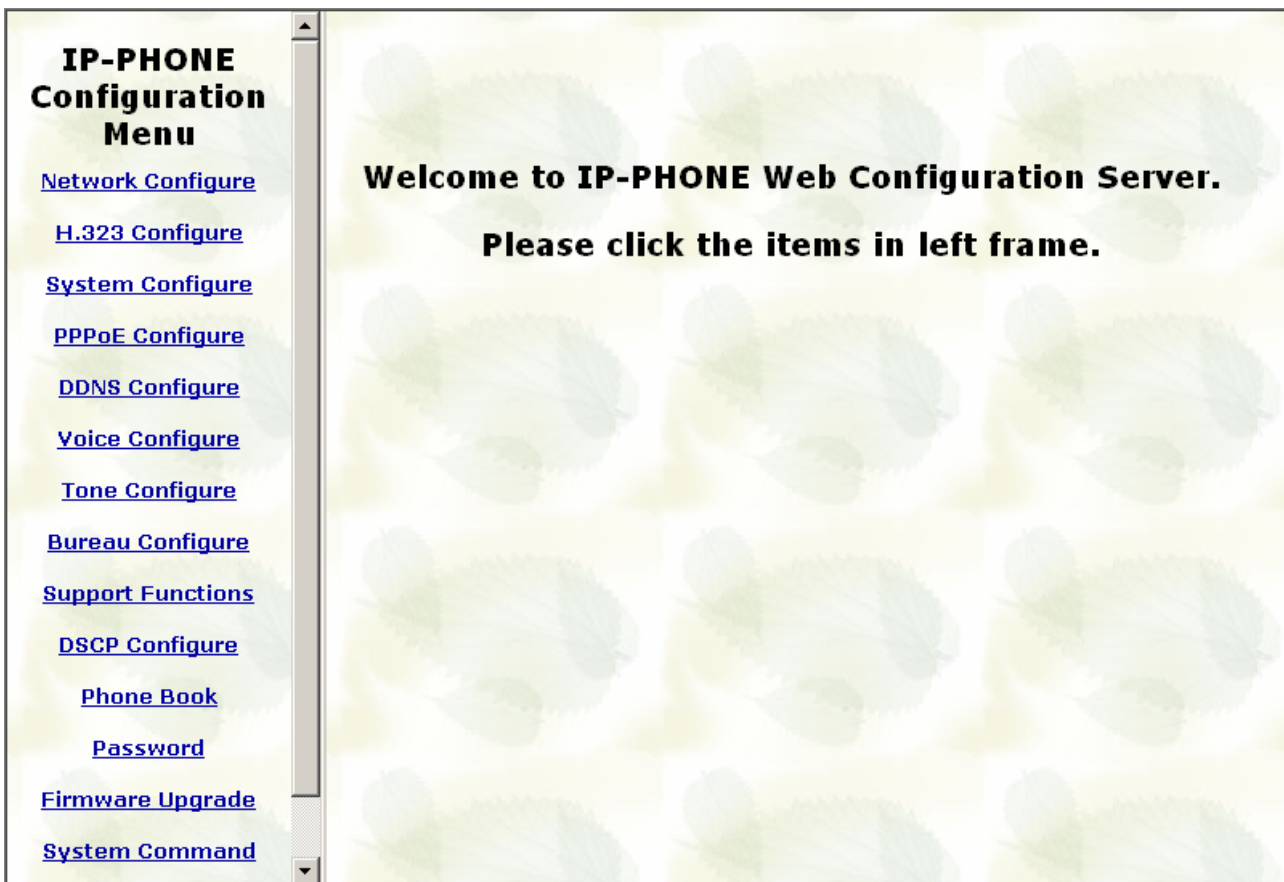 IP-PHONE
Configuration
Menu
Network Configure
H.323 Configure
System Configure
PPPoE Configure
DDNS Configure
Voice Configure
Tone Configure
Bureau Configure
Support Functions
DSCP Configure
Phone Book
Password
Firmware Upgrade
System Command
Welcome to IP-PHONE Web Configuration Server.
Please click the items in left frame.